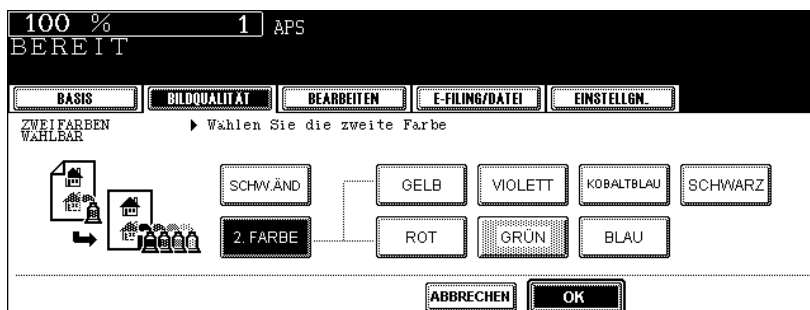 100 % 1 APS
BEREIT
BASIS BILDQUALITÄT BEARBEITEN E-FILING/DATEI EINSTELLGN.
ZWEIFARBEN WÄHLBAR
Wählen Sie die zweite Farbe
SCHW.ÄND GELB VIOLETT KOBALTBLAU SCHWARZ
2. FARBE ROT GRÜN BLAU
ABBRECHEN OK